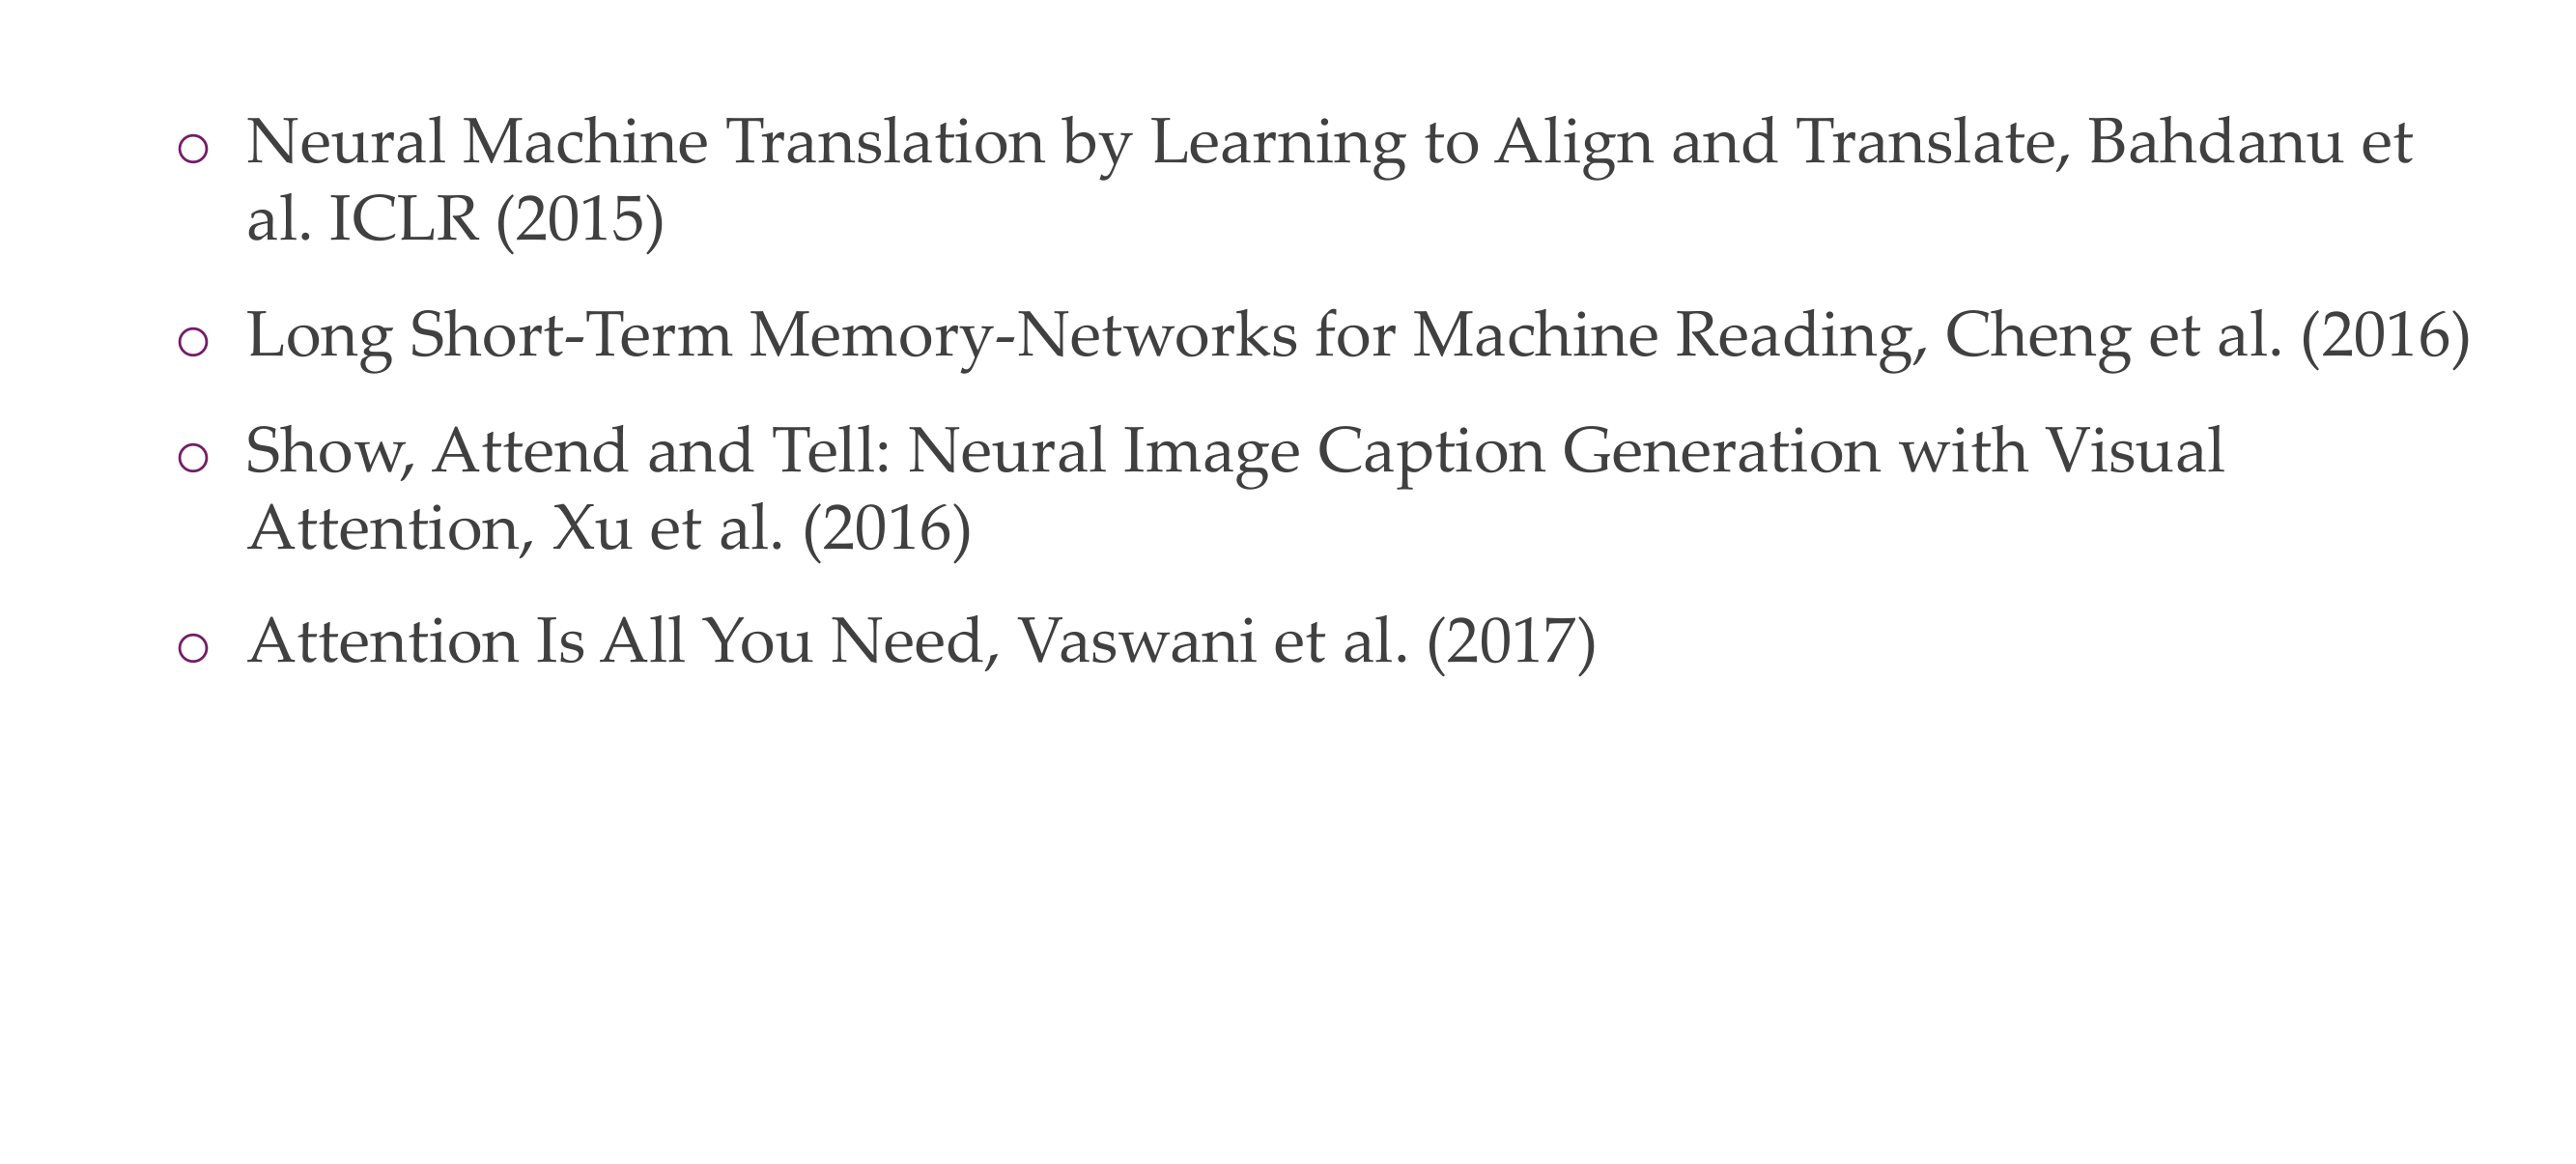 Neural Machine Translation by Learning to Align and Translate, Bahdanu et
al. ICLR (2015)
Long Short-Term Memory-Networks for Machine Reading, Cheng et al. (2016)
Show, Attend and Tell: Neural Image Caption Generation with Visual
Attention, Xu et al. (2016)
Attention Is All You Need, Vaswani et al. (2017)